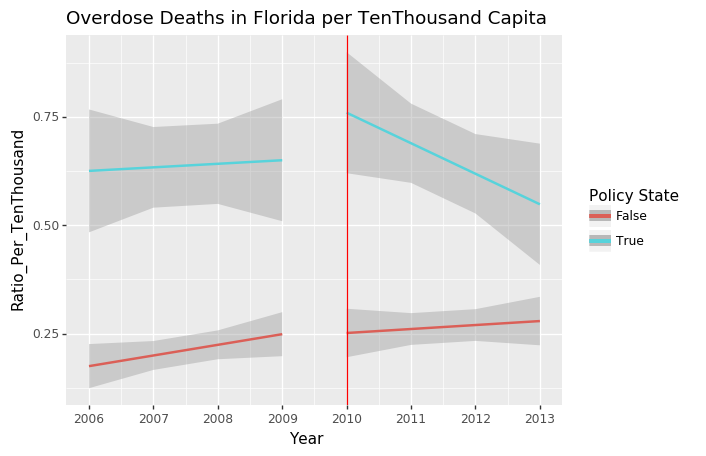 Overdose Deaths in Florida per TenThousand Capita
Ratio_Per_TenThousand
0.75
0.50
0.25
2006 2007 2008 2009 2010 2011 2012 2013
Year
Policy State
False
True